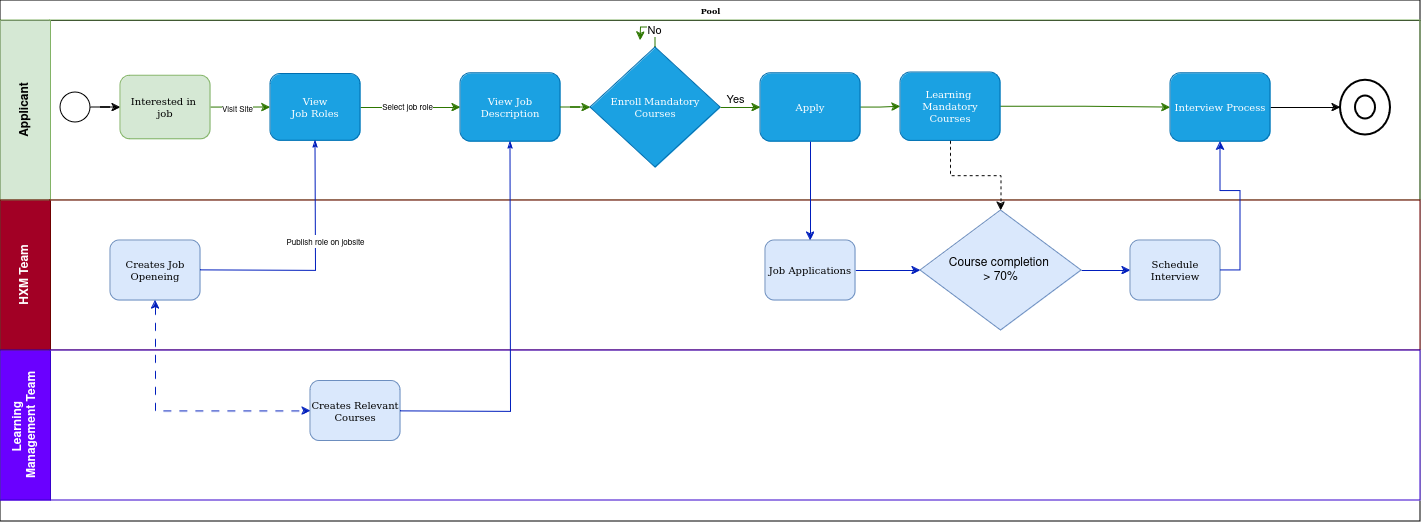 Pool
Applicant
Interested in
job
Visit Site
View
Job Roles
Select job role
View Job
Description
No
Enroll Mandatory
Courses
Yes
Apply
Learning
Mandatory
Courses
Interview Process
HXM Team
Creates Job
Openeing
Publish role on jobsite
Job Applications
Course completion
> 70%
Schedule
Interview
Learning
Management Team
Creates Relevant
Courses